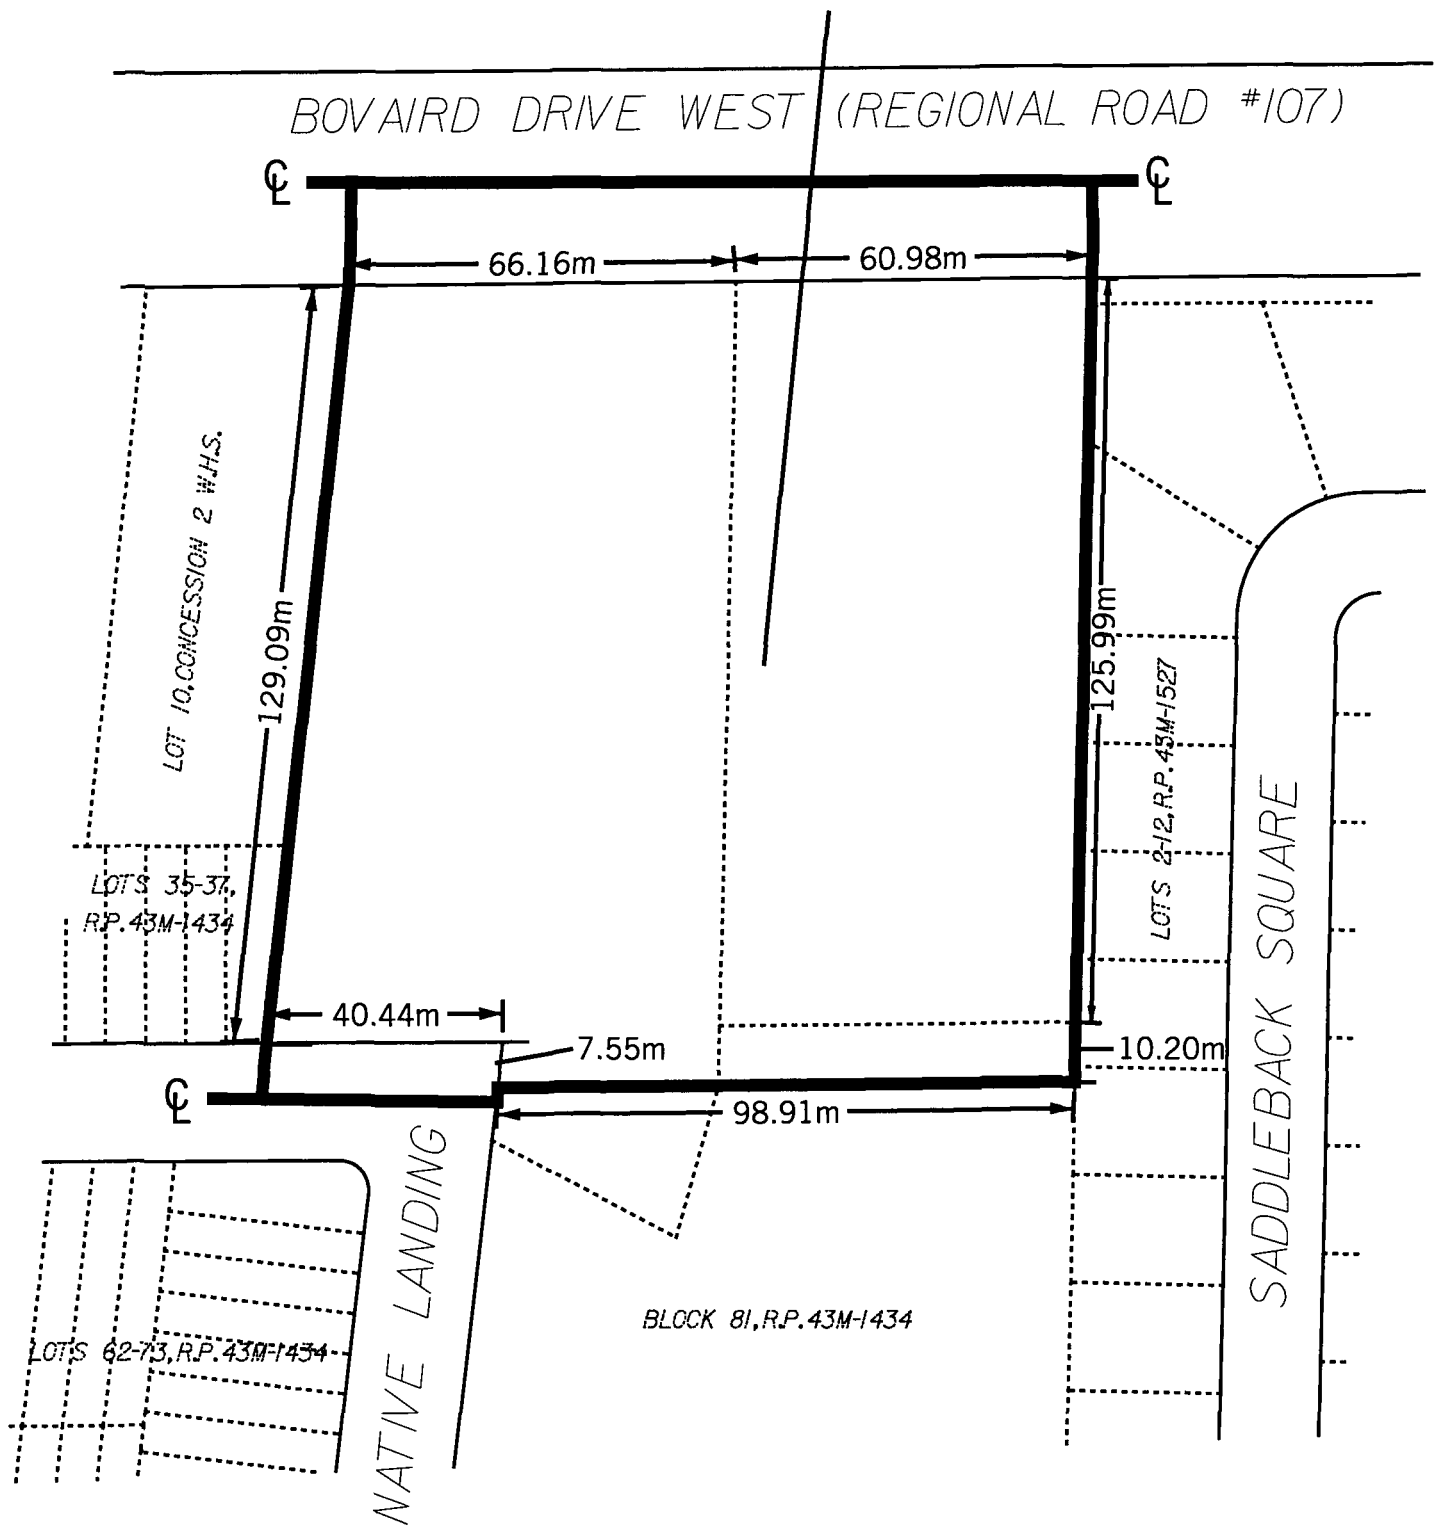 BOVAIRD DRIVE WEST (REGIONAL ROAD #107)
℄
℄
66.16m
60.98m
LOT 10, CONCESSION 2 W.H.S.
129.09m
125.99m
LOTS 2-12, R.P. 43M-1527
SADDLEBACK SQUARE
LOTS 35-37,
R.P. 43M-1434
40.44m
7.55m
10.20m
℄
98.91m
NATIVE LANDING
BLOCK 81, R.P. 43M-1434
LOTS 62-73, R.P. 43M-1434